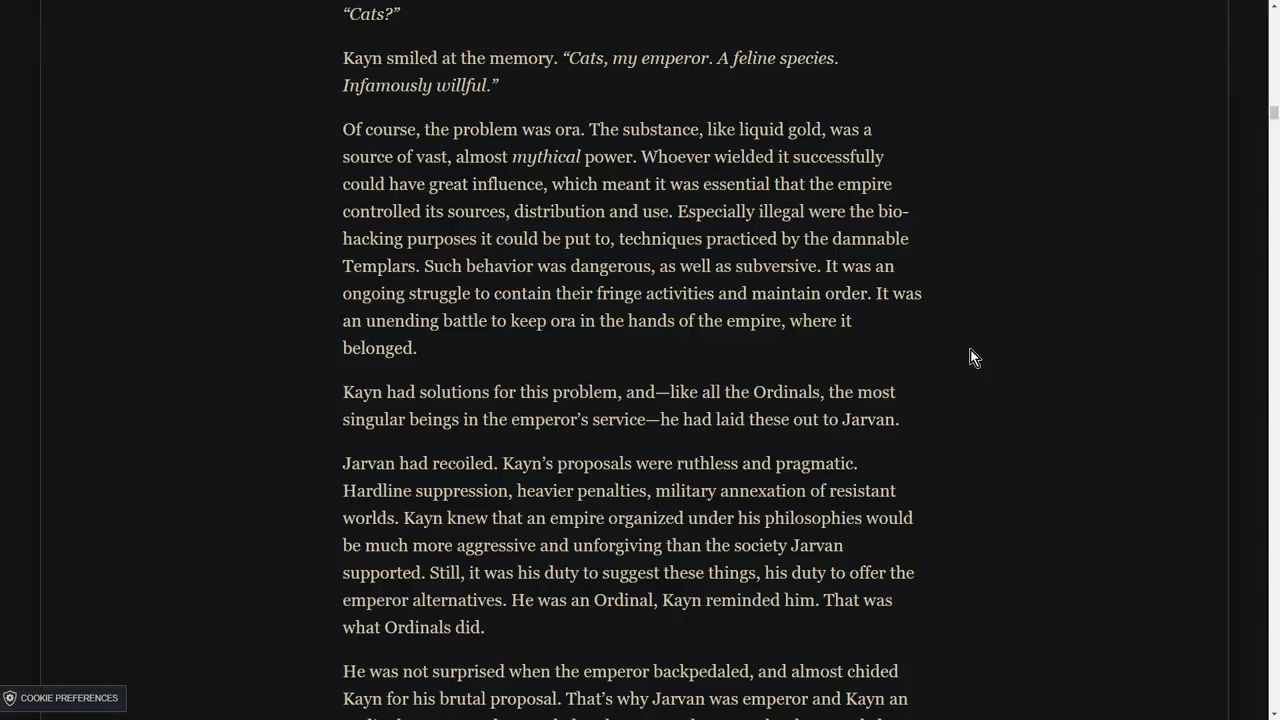 “Cats?”
Kayn smiled at the memory. “Cats, my emperor. A feline species.
Infamously willful.”
Of course, the problem was ora. The substance, like liquid gold, was a
source of vast, almost mythical power. Whoever wielded it successfully
could have great influence, which meant it was essential that the empire
controlled its sources, distribution and use. Especially illegal were the bio-
hacking purposes it could be put to, techniques practiced by the damnable
Templars. Such behavior was dangerous, as well as subversive. It was an
ongoing struggle to contain their fringe activities and maintain order. It was
an unending battle to keep ora in the hands of the empire, where it
belonged.
Kayn had solutions for this problem, and—like all the Ordinals, the most
singular beings in the emperor’s service—he had laid these out to Jarvan.
Jarvan had recoiled. Kayn’s proposals were ruthless and pragmatic.
Hardline suppression, heavier penalties, military annexation of resistant
worlds. Kayn knew that an empire organized under his philosophies would
be much more aggressive and unforgiving than the society Jarvan
supported. Still, it was his duty to suggest these things, his duty to offer the
emperor alternatives. He was an Ordinal, Kayn reminded him. That was
what Ordinals did.
He was not surprised when the emperor backpedaled, and almost chided
Kayn for his brutal proposal. That’s why Jarvan was emperor and Kayn an
COOKIE PREFERENCES